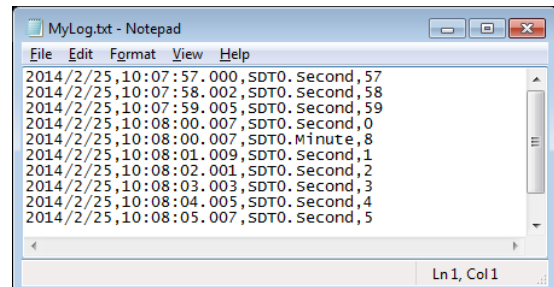 MyLog.txt - Notepad
File Edit Format View Help
2014/2/25,10:07:57.000,SDT0.Second,57
2014/2/25,10:07:58.002,SDT0.Second,58
2014/2/25,10:07:59.005,SDT0.Second,59
2014/2/25,10:08:00.007,SDT0.Second,0
2014/2/25,10:08:00.007,SDT0.Minute,8
2014/2/25,10:08:01.009,SDT0.Second,1
2014/2/25,10:08:02.001,SDT0.Second,2
2014/2/25,10:08:03.003,SDT0.Second,3
2014/2/25,10:08:04.005,SDT0.Second,4
2014/2/25,10:08:05.007,SDT0.Second,5
Ln 1, Col 1